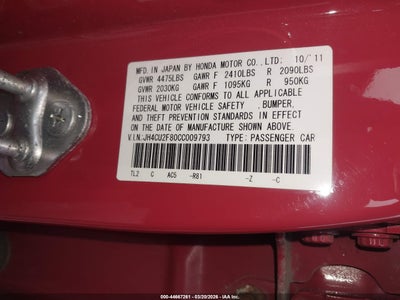 MFD. IN JAPAN BY HONDA MOTOR CO.,LTD: 10/'11
GVWR 4475LBS GAWR F 2410LBS R 2090LBS
GVWR 2030KG GAWR F 1095KG R 950KG
THIS VEHICLE CONFORMS TO ALL APPLICABLE
FEDERAL MOTOR VEHICLE SAFETY ,BUMPER,
AND THEFT PREVENTION STANDARDS IN EFFECT
ON THE DATE OF MANUFACTURE SHOWN ABOVE.
V.I.N:JH4CU2F80CC009793 TYPE: PASSENGER CAR
TL2 C AC5 -R81 -Z -C
000-44667261 - 03/20/2026 - IAA Inc.